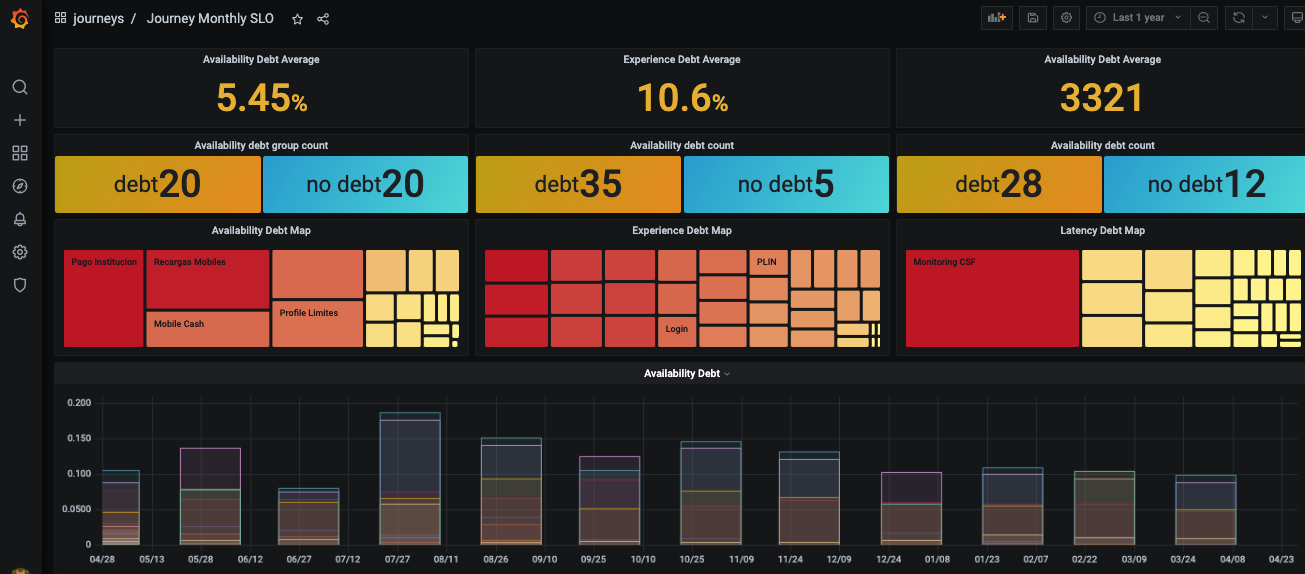 journeys / Journey Monthly SLO
Last 1 year
Availability Debt Average
Experience Debt Average
Availability Debt Average
5.45%
10.6%
3321
Availability debt group count
Availability debt count
Availability debt count
debt20
no debt20
debt35
no debt5
debt28
no debt12
Availability Debt Map
Experience Debt Map
Latency Debt Map
Pago Institucion
Recargas Mobiles
Mobile Cash
Profile Limites
PLIN
Login
Monitoring CSF
Availability Debt
0.200
0.150
0.100
0.0500
0
04/28 05/13 05/28 06/12 06/27 07/12 07/27 08/11 08/26 09/10 09/25 10/10 10/25 11/09 11/24 12/09 12/24 01/08 01/23 02/07 02/22 03/09 03/24 04/08 04/23